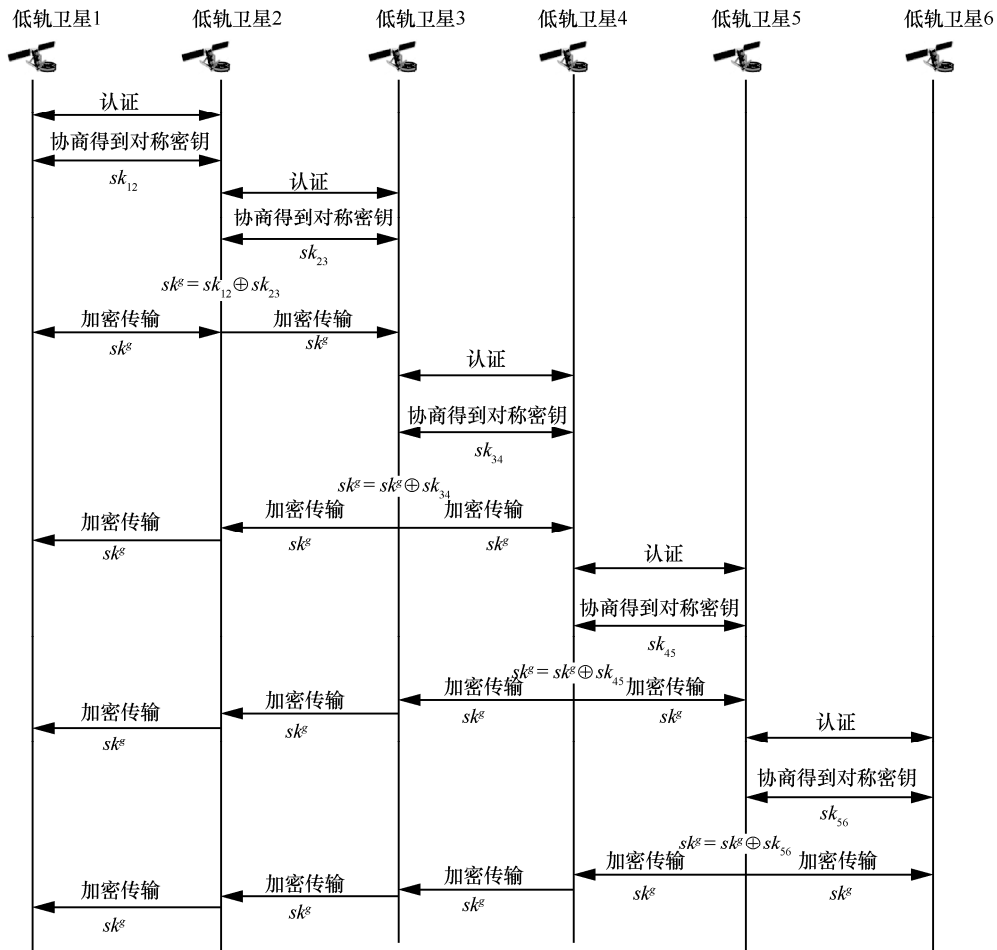 低轨卫星1 低轨卫星2 低轨卫星3 低轨卫星4 低轨卫星5 低轨卫星6
认证
协商得到对称密钥
sk12
认证
协商得到对称密钥
sk23
skg = sk12⊕sk23
加密传输 加密传输
skg skg
认证
协商得到对称密钥
sk34
skg = skg⊕sk34
加密传输 加密传输 加密传输
skg skg skg
认证
协商得到对称密钥
sk45
skg = skg⊕sk45
加密传输 加密传输 加密传输 加密传输
skg skg skg skg
认证
协商得到对称密钥
sk56
skg = skg⊕sk56
加密传输 加密传输 加密传输 加密传输 加密传输
skg skg skg skg skg